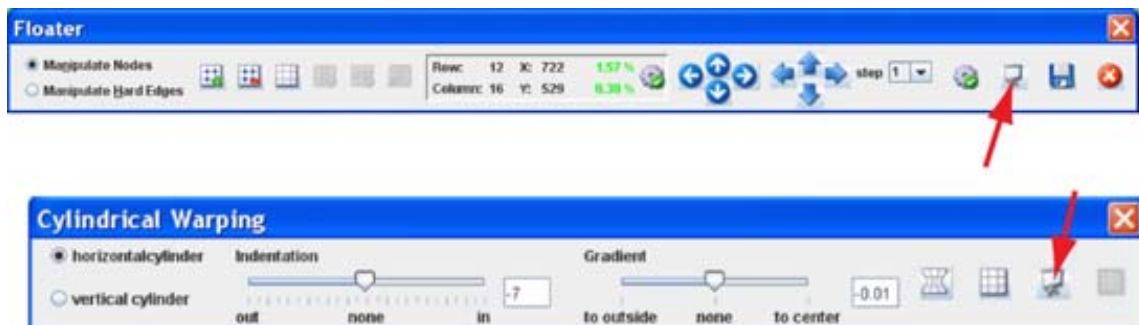 Floater
Manipulate Nodes
Manipulate Hard Edges
Row: 12 X: 722 1.57 %
Column: 16 Y: 529 0.38 %
step 1
Cylindrical Warping
horizontalcylinder
vertical cylinder
Indentation
-7
out none in
Gradient
-0.01
to outside none to center